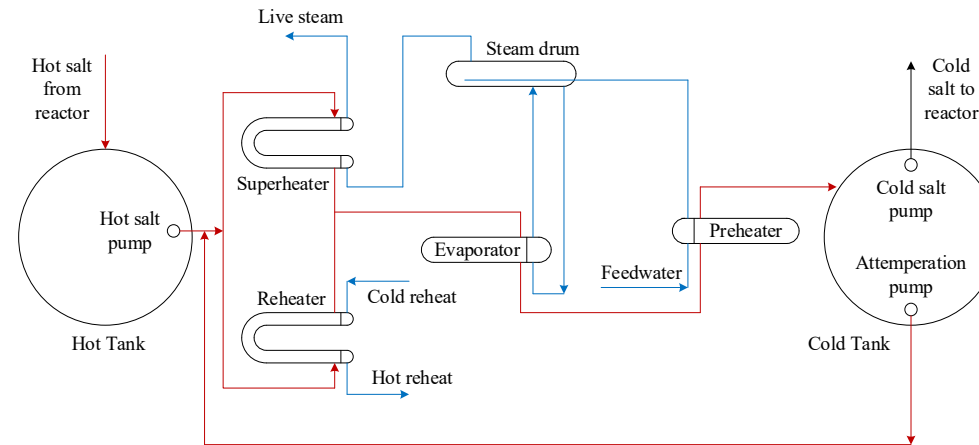 Live steam
Steam drum
Hot salt
from
reactor
Cold
salt to
reactor
Superheater
Hot salt
pump
Cold salt
pump
Evaporator
Preheater
Feedwater
Attemperation
pump
Reheater
Cold reheat
Hot Tank
Cold Tank
Hot reheat